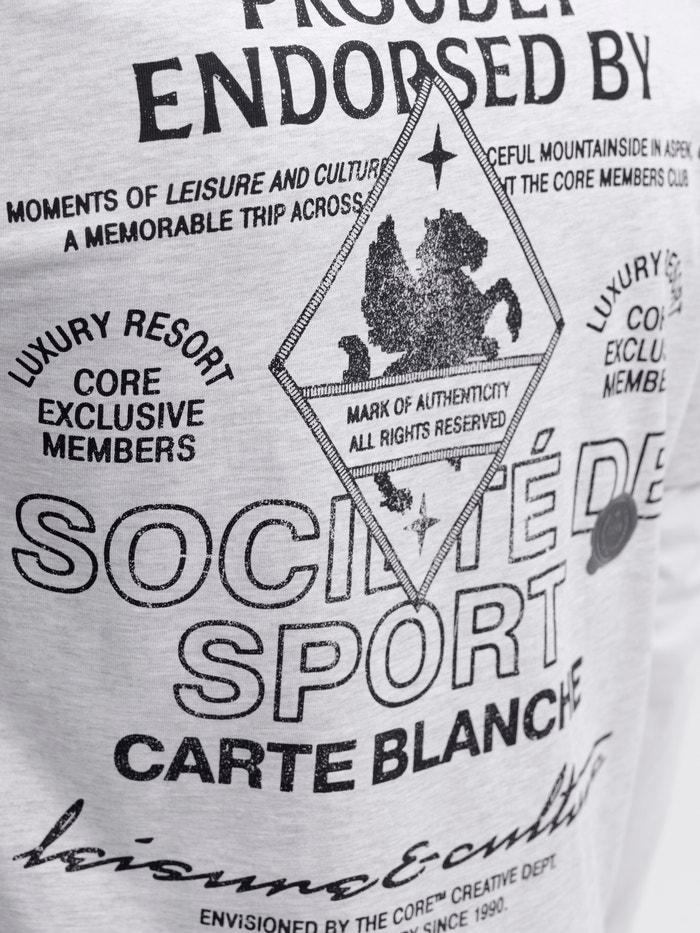 PROUDLY
ENDORSED BY
MOMENTS OF LEISURE AND CULTURE
A MEMORABLE TRIP ACROSS
CEFUL MOUNTAINSIDE IN ASPEN,
THE CORE MEMBERS CLUB
LUXURY RESORT
CORE
EXCLUSIVE
MEMBERS
MARK OF AUTHENTICITY
ALL RIGHTS RESERVED
LUXURY
SOCIÉTÉ DE
SPORT
CARTE BLANCHE
leisure & culture
ENVISIONED BY THE CORE™ CREATIVE DEPT.
SINCE 1990.